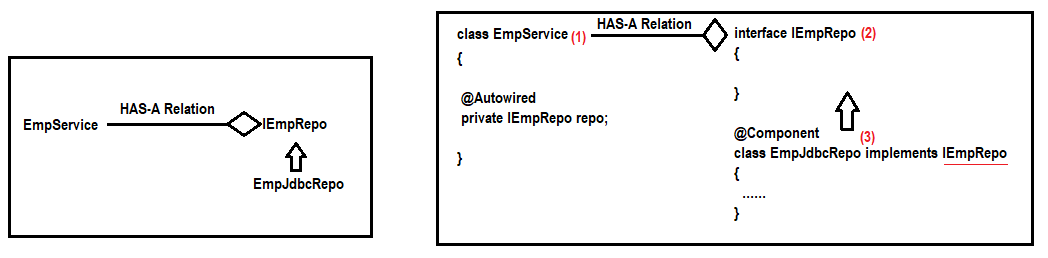 HAS-A Relation
EmpService
IEmpRepo
EmpJdbcRepo
class EmpService (1)
HAS-A Relation
interface IEmpRepo (2)
{
{
@Autowired
private IEmpRepo repo;
}
}
@Component
(3)
class EmpJdbcRepo implements IEmpRepo
{
......
}